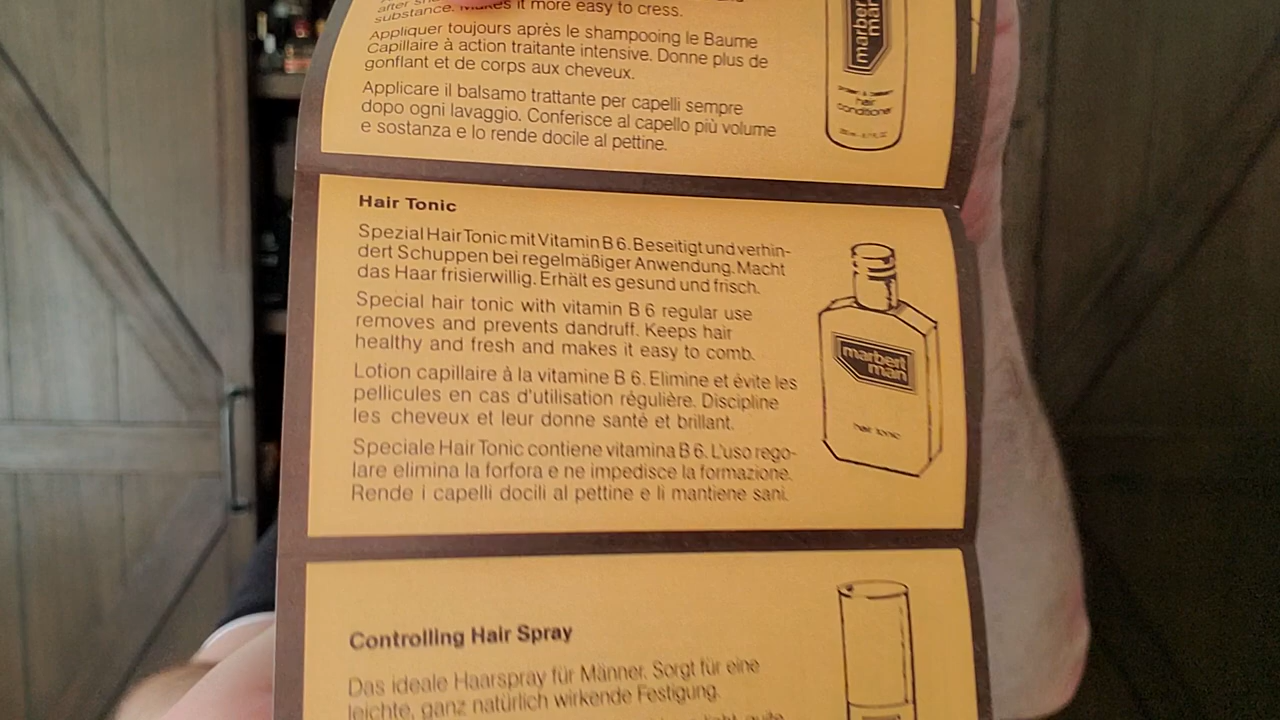 after
substance. Makes it more easy to cress.
Appliquer toujours après le shampooing le Baume
Capillaire à action traitante intensive. Donne plus de
gonflant et de corps aux cheveux.
Applicare il balsamo trattante per capelli sempre
dopo ogni lavaggio. Conferisce al capello più volume
e sostanza e lo rende docile al pettine.
marbert
man
hair
conditioner
Hair Tonic
Spezial Hair Tonic mit Vitamin B 6. Beseitigt und verhin-
dert Schuppen bei regelmäßiger Anwendung. Macht
das Haar frisierwillig. Erhält es gesund und frisch.
Special hair tonic with vitamin B 6 regular use
removes and prevents dandruff. Keeps hair
healthy and fresh and makes it easy to comb.
Lotion capillaire à la vitamine B 6. Elimine et évite les
pellicules en cas d'utilisation régulière. Discipline
les cheveux et leur donne santé et brillant.
Speciale Hair Tonic contiene vitamina B 6. L'uso rego-
lare elimina la forfora e ne impedisce la formazione.
Rende i capelli docili al pettine e li mantiene sani.
marbert
man
hair tonic
Controlling Hair Spray
Das ideale Haarspray für Männer. Sorgt für eine
leichte, ganz natürlich wirkende Festigung.